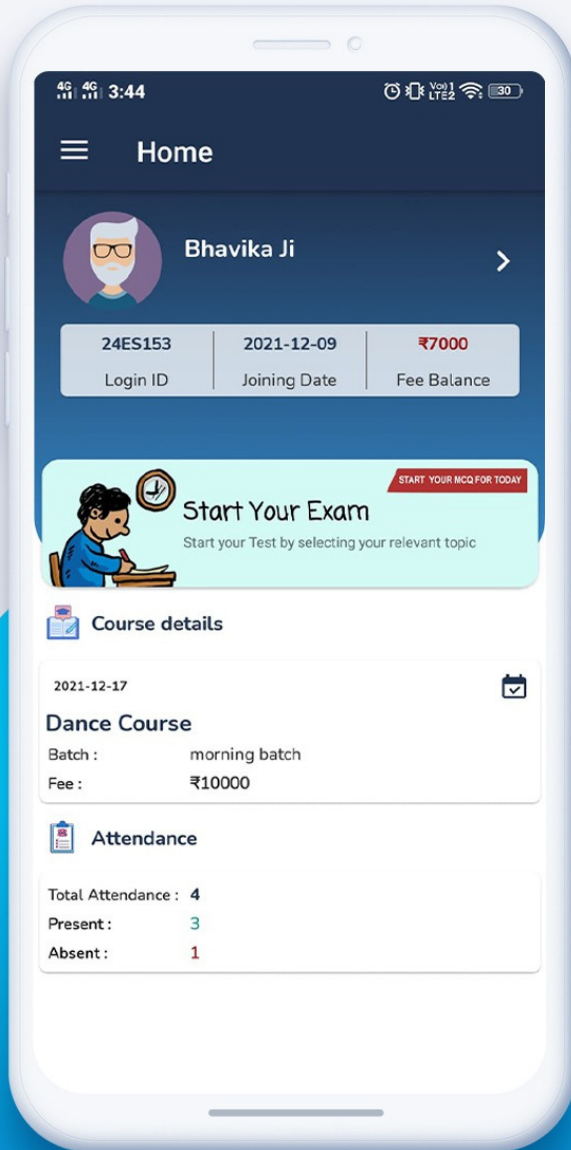 4G 4G 3:44 Vo) 1 LTE2 30
Home
Bhavika Ji
24ES153 2021-12-09 ₹7000
Login ID Joining Date Fee Balance
START YOUR MCQ FOR TODAY
Start Your Exam
Start your Test by selecting your relevant topic
Course details
2021-12-17
Dance Course
Batch : morning batch
Fee : ₹10000
Attendance
Total Attendance : 4
Present : 3
Absent : 1